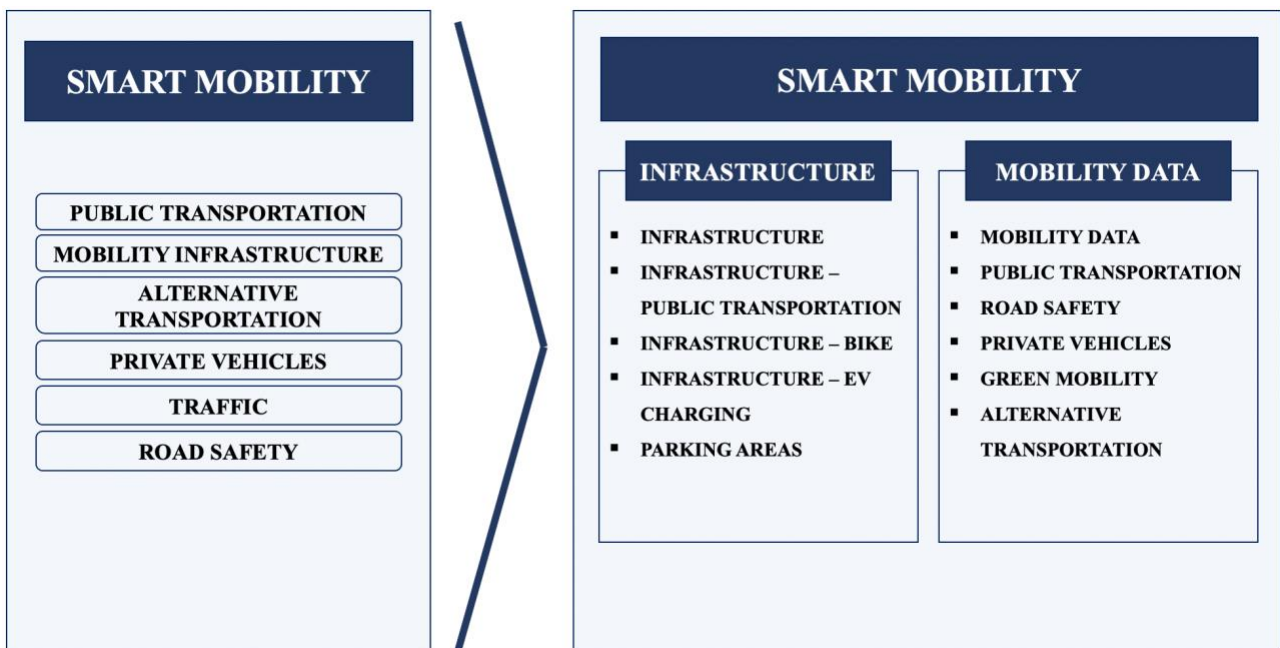 SMART MOBILITY
PUBLIC TRANSPORTATION
MOBILITY INFRASTRUCTURE
ALTERNATIVE
TRANSPORTATION
PRIVATE VEHICLES
TRAFFIC
ROAD SAFETY
SMART MOBILITY
INFRASTRUCTURE
▪ INFRASTRUCTURE
▪ INFRASTRUCTURE –
PUBLIC TRANSPORTATION
▪ INFRASTRUCTURE – BIKE
▪ INFRASTRUCTURE – EV
CHARGING
▪ PARKING AREAS
MOBILITY DATA
▪ MOBILITY DATA
▪ PUBLIC TRANSPORTATION
▪ ROAD SAFETY
▪ PRIVATE VEHICLES
▪ GREEN MOBILITY
▪ ALTERNATIVE
TRANSPORTATION